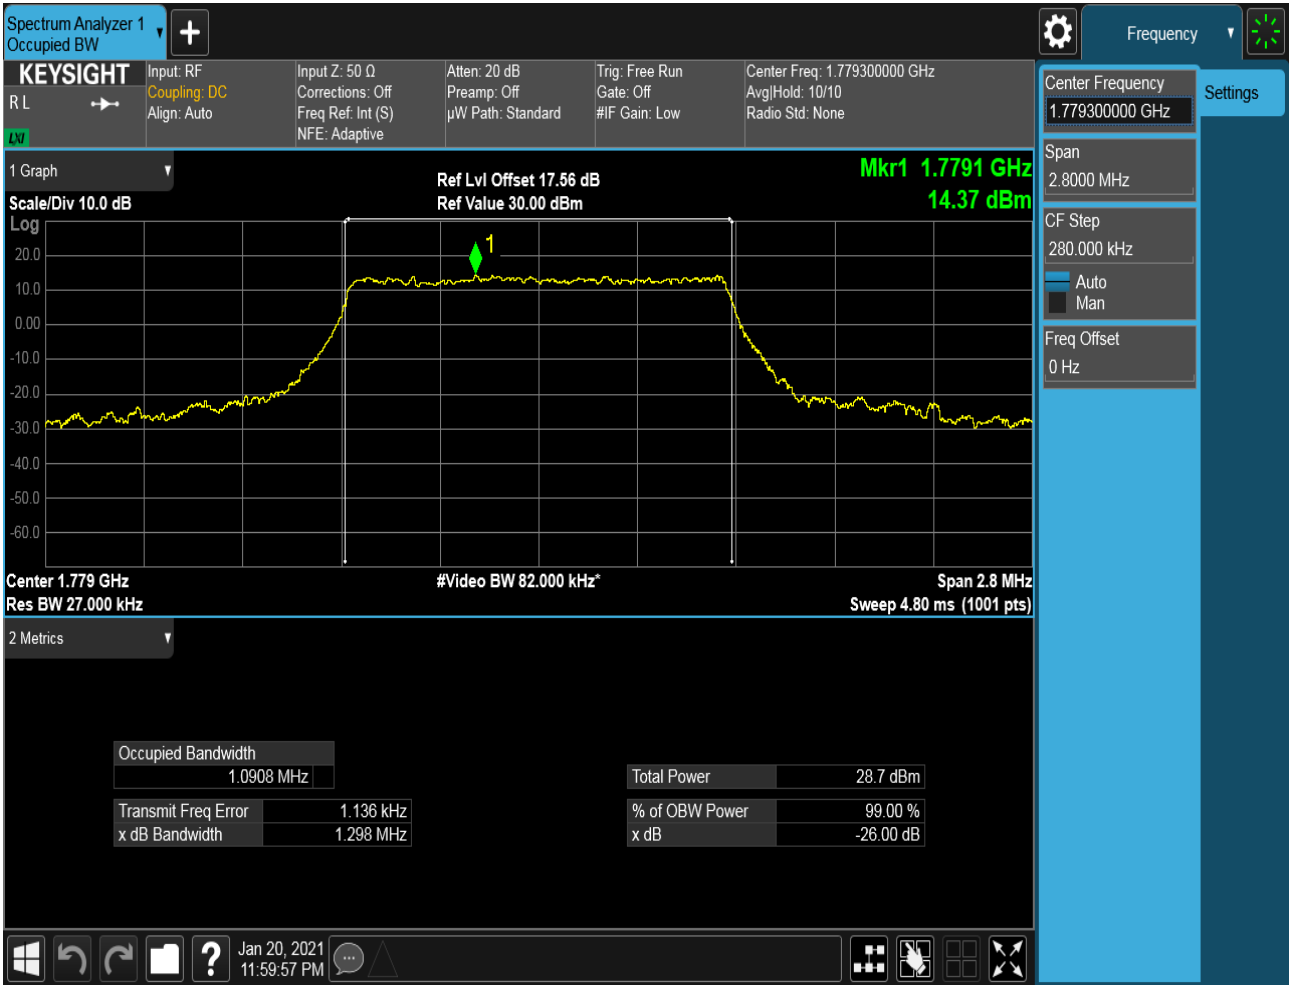 Spectrum Analyzer 1
Occupied BW
+
Frequency
KEYSIGHT
R L
LXI
Input: RF
Coupling: DC
Align: Auto
Input Z: 50 Ω
Corrections: Off
Freq Ref: Int (S)
NFE: Adaptive
Atten: 20 dB
Preamp: Off
µW Path: Standard
Trig: Free Run
Gate: Off
#IF Gain: Low
Center Freq: 1.779300000 GHz
Avg|Hold: 10/10
Radio Std: None
Center Frequency
1.779300000 GHz
Settings
Span
2.8000 MHz
CF Step
280.000 kHz
Auto
Man
Freq Offset
0 Hz
1 Graph
Scale/Div 10.0 dB
Ref Lvl Offset 17.56 dB
Ref Value 30.00 dBm
Mkr1 1.7791 GHz
14.37 dBm
Log
1
20.0
10.0
0.00
-10.0
-20.0
-30.0
-40.0
-50.0
-60.0
Center 1.779 GHz
#Video BW 82.000 kHz*
Span 2.8 MHz
Res BW 27.000 kHz
Sweep 4.80 ms (1001 pts)
2 Metrics
Occupied Bandwidth
1.0908 MHz
Total Power 28.7 dBm
Transmit Freq Error 1.136 kHz
% of OBW Power 99.00 %
x dB Bandwidth 1.298 MHz
x dB -26.00 dB
?
Jan 20, 2021
11:59:57 PM